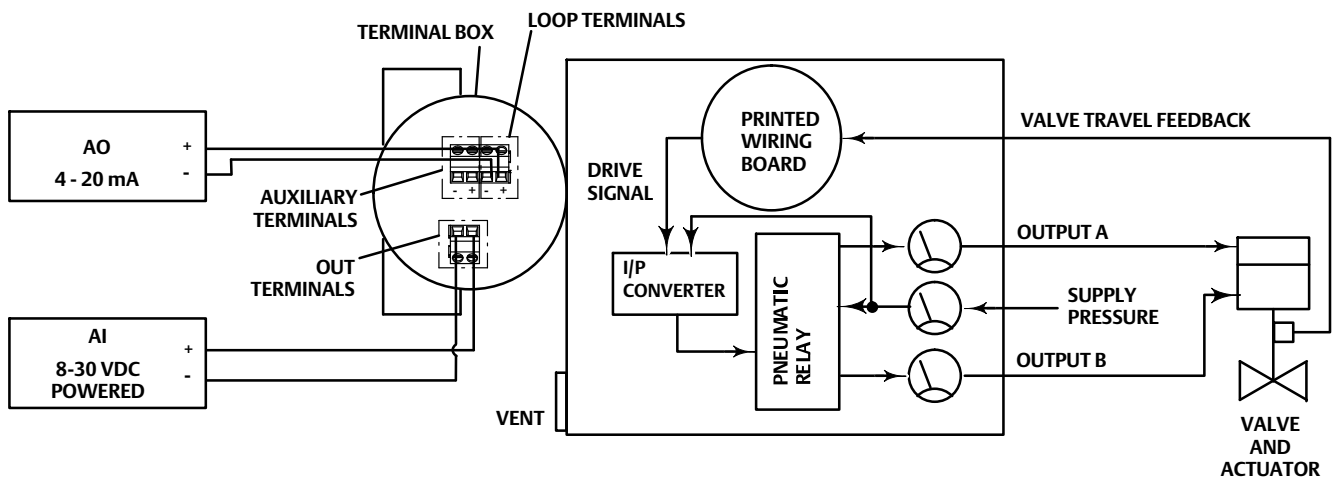 LOOP TERMINALS
TERMINAL BOX
AO
4 - 20 mA
+
-
AUXILIARY
TERMINALS
- + - +
OUT
TERMINALS
AI
8-30 VDC
POWERED
+
-
VENT
PRINTED
WIRING
BOARD
DRIVE
SIGNAL
I/P
CONVERTER
PNEUMATIC
RELAY
VALVE TRAVEL FEEDBACK
OUTPUT A
SUPPLY
PRESSURE
OUTPUT B
VALVE
AND
ACTUATOR